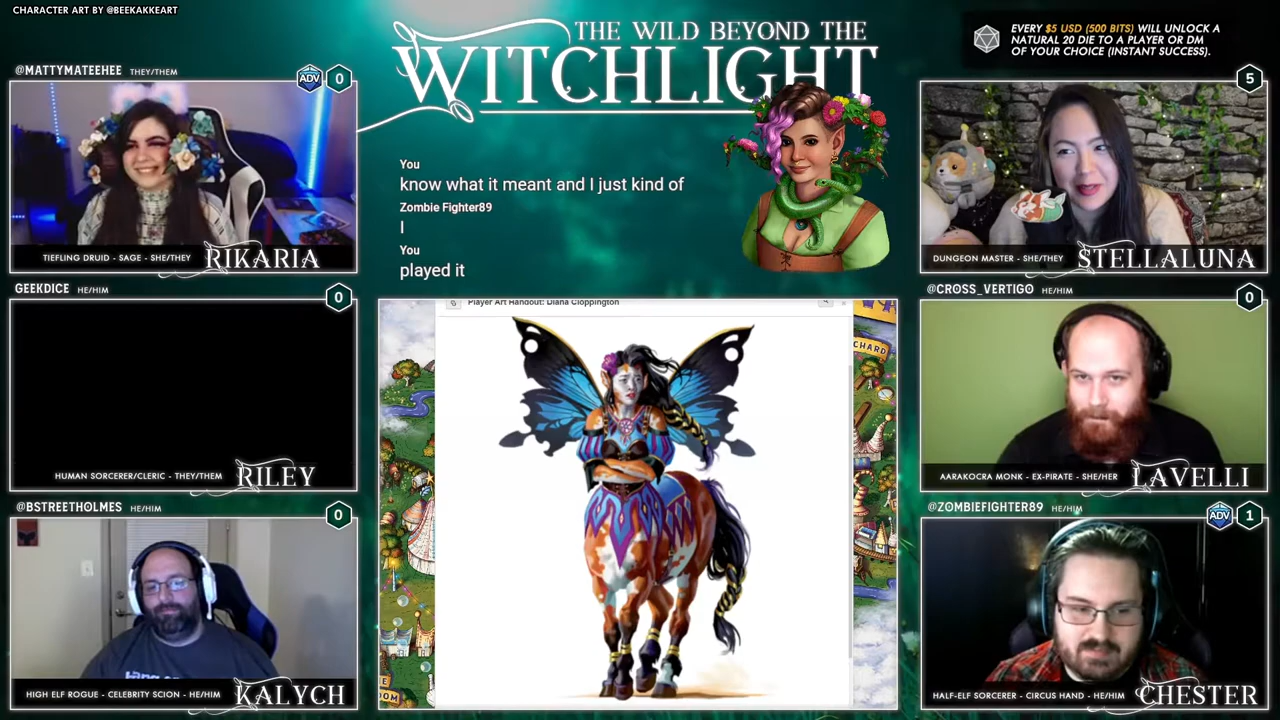 CHARACTER ART BY @BEEKAKKEART
THE WILD BEYOND THE
WITCHLIGHT
EVERY $5 USD (500 BITS) WILL UNLOCK A
NATURAL 20 DIE TO A PLAYER OR DM
OF YOUR CHOICE (INSTANT SUCCESS).
@MATTYMATEEHEE THEY/THEM
ADV 0
TIEFLING DRUID - SAGE - SHE/THEY RIKARIA
You
know what it meant and I just kind of
Zombie Fighter89
I
You
played it
5
DUNGEON MASTER - SHE/THEY STELLALUNA
GEEKDICE HE/HIM
0
HUMAN SORCERER/CLERIC - THEY/THEM RILEY
Player Art Handout: Diana Cloppington
CHARD
@CROSS_VERTIGO HE/HIM
0
AARAKOCRA MONK - EX-PIRATE - SHE/HER LAVELLI
@BSTREETHOLMES HE/HIM
0
HIGH ELF ROGUE - CELEBRITY SCION - HE/HIM KALYCH
@ZOMBIEFIGHTER89 HE/HIM
ADV 1
HALF-ELF SORCERER - CIRCUS HAND - HE/HIM CHESTER